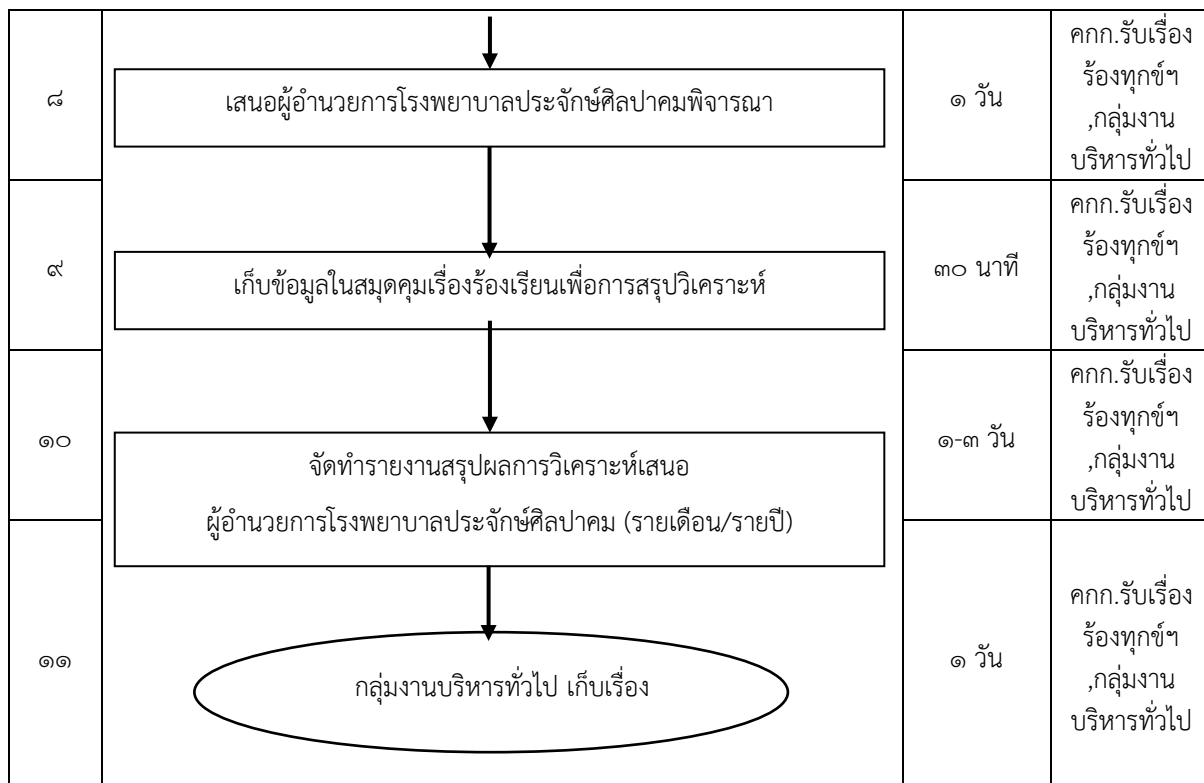 ๘
เสนอผู้อำนวยการโรงพยาบาลประจักษ์ศิลปาคมพิจารณา
๑ วัน
คกก.รับเรื่อง
ร้องทุกข์ฯ
,กลุ่มงาน
บริหารทั่วไป
๙
เก็บข้อมูลในสมุดคุมเรื่องร้องเรียนเพื่อการสรุปวิเคราะห์
๓๐ นาที
คกก.รับเรื่อง
ร้องทุกข์ฯ
,กลุ่มงาน
บริหารทั่วไป
๑๐
จัดทำรายงานสรุปผลการวิเคราะห์เสนอ
ผู้อำนวยการโรงพยาบาลประจักษ์ศิลปาคม (รายเดือน/รายปี)
๑-๓ วัน
คกก.รับเรื่อง
ร้องทุกข์ฯ
,กลุ่มงาน
บริหารทั่วไป
๑๑
กลุ่มงานบริหารทั่วไป เก็บเรื่อง
๑ วัน
คกก.รับเรื่อง
ร้องทุกข์ฯ
,กลุ่มงาน
บริหารทั่วไป